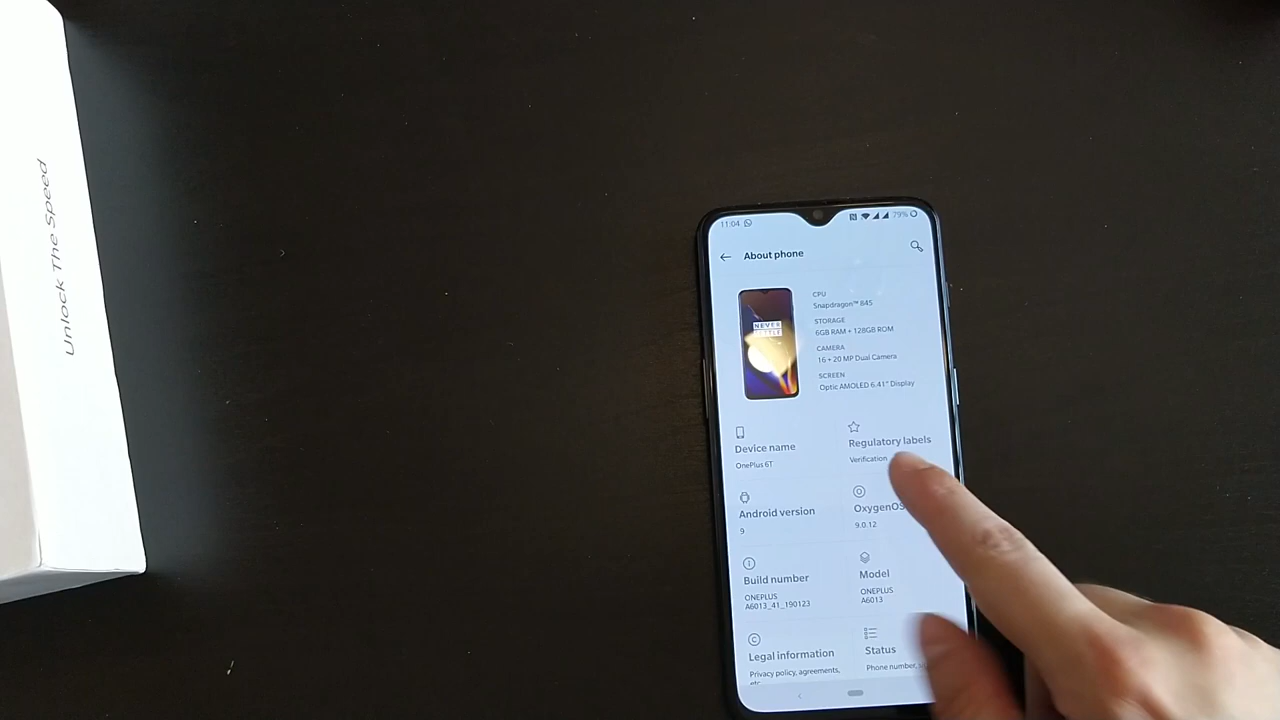 Unlock The Speed
11:04
79%
About phone
CPU
Snapdragon™ 845
STORAGE
6GB RAM + 128GB ROM
CAMERA
16 + 20 MP Dual Camera
SCREEN
Optic AMOLED 6.41" Display
NEVER
Device name
OnePlus 6T
Regulatory labels
Verification
Android version
9
OxygenOS
9.0.12
Build number
ONEPLUS
A6013_41_190123
Model
ONEPLUS
A6013
Legal information
Privacy policy, agreements,
etc
Status
Phone number,